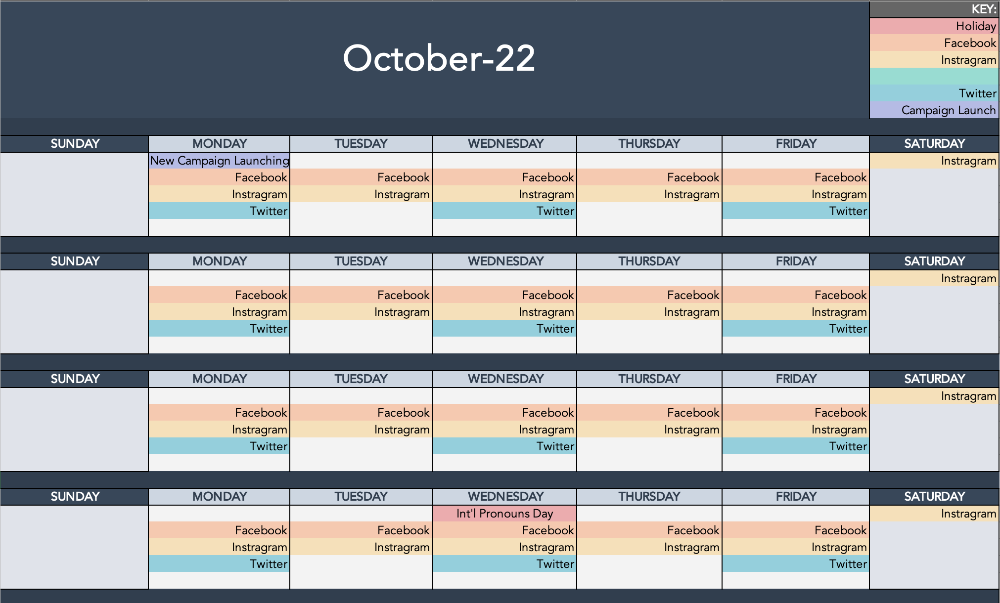 October-22
KEY:
Holiday
Facebook
Instragram
Twitter
Campaign Launch
SUNDAY MONDAY TUESDAY WEDNESDAY THURSDAY FRIDAY SATURDAY
New Campaign Launching Instragram
Facebook Facebook Facebook Facebook Facebook
Instragram Instragram Instragram Instragram Instragram
Twitter Twitter Twitter
SUNDAY MONDAY TUESDAY WEDNESDAY THURSDAY FRIDAY SATURDAY
Instragram
Facebook Facebook Facebook Facebook Facebook
Instragram Instragram Instragram Instragram Instragram
Twitter Twitter Twitter
SUNDAY MONDAY TUESDAY WEDNESDAY THURSDAY FRIDAY SATURDAY
Instragram
Facebook Facebook Facebook Facebook Facebook
Instragram Instragram Instragram Instragram Instragram
Twitter Twitter Twitter
SUNDAY MONDAY TUESDAY WEDNESDAY THURSDAY FRIDAY SATURDAY
Int'l Pronouns Day Instragram
Facebook Facebook Facebook Facebook Facebook
Instragram Instragram Instragram Instragram Instragram
Twitter Twitter Twitter